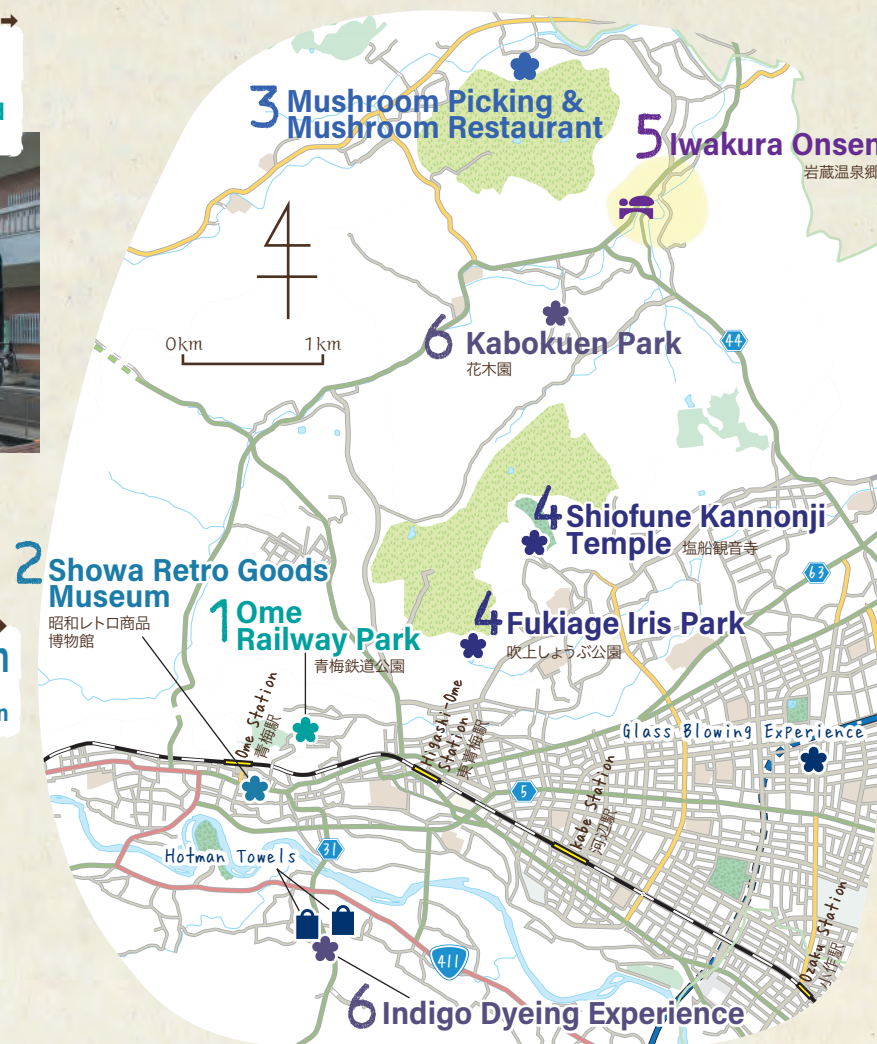 3 Mushroom Picking &
Mushroom Restaurant
5 Iwakura Onsen
岩蔵温泉郷
0km 1km
6 Kabokuen Park
花木園
44
4 Shiofune Kannonji
Temple 塩船観音寺
63
2 Showa Retro Goods
Museum
昭和レトロ商品
博物館
1 Ome
Railway Park
青梅鉄道公園
4 Fukiage Iris Park
吹上しょうぶ公園
Ome Station
青梅駅
Higashi-Ome
Station
東青梅駅
Glass Blowing Experience
5
Kabe Station
河辺駅
31
Hotman Towels
Ozaku Station
小作駅
411
6 Indigo Dyeing Experience